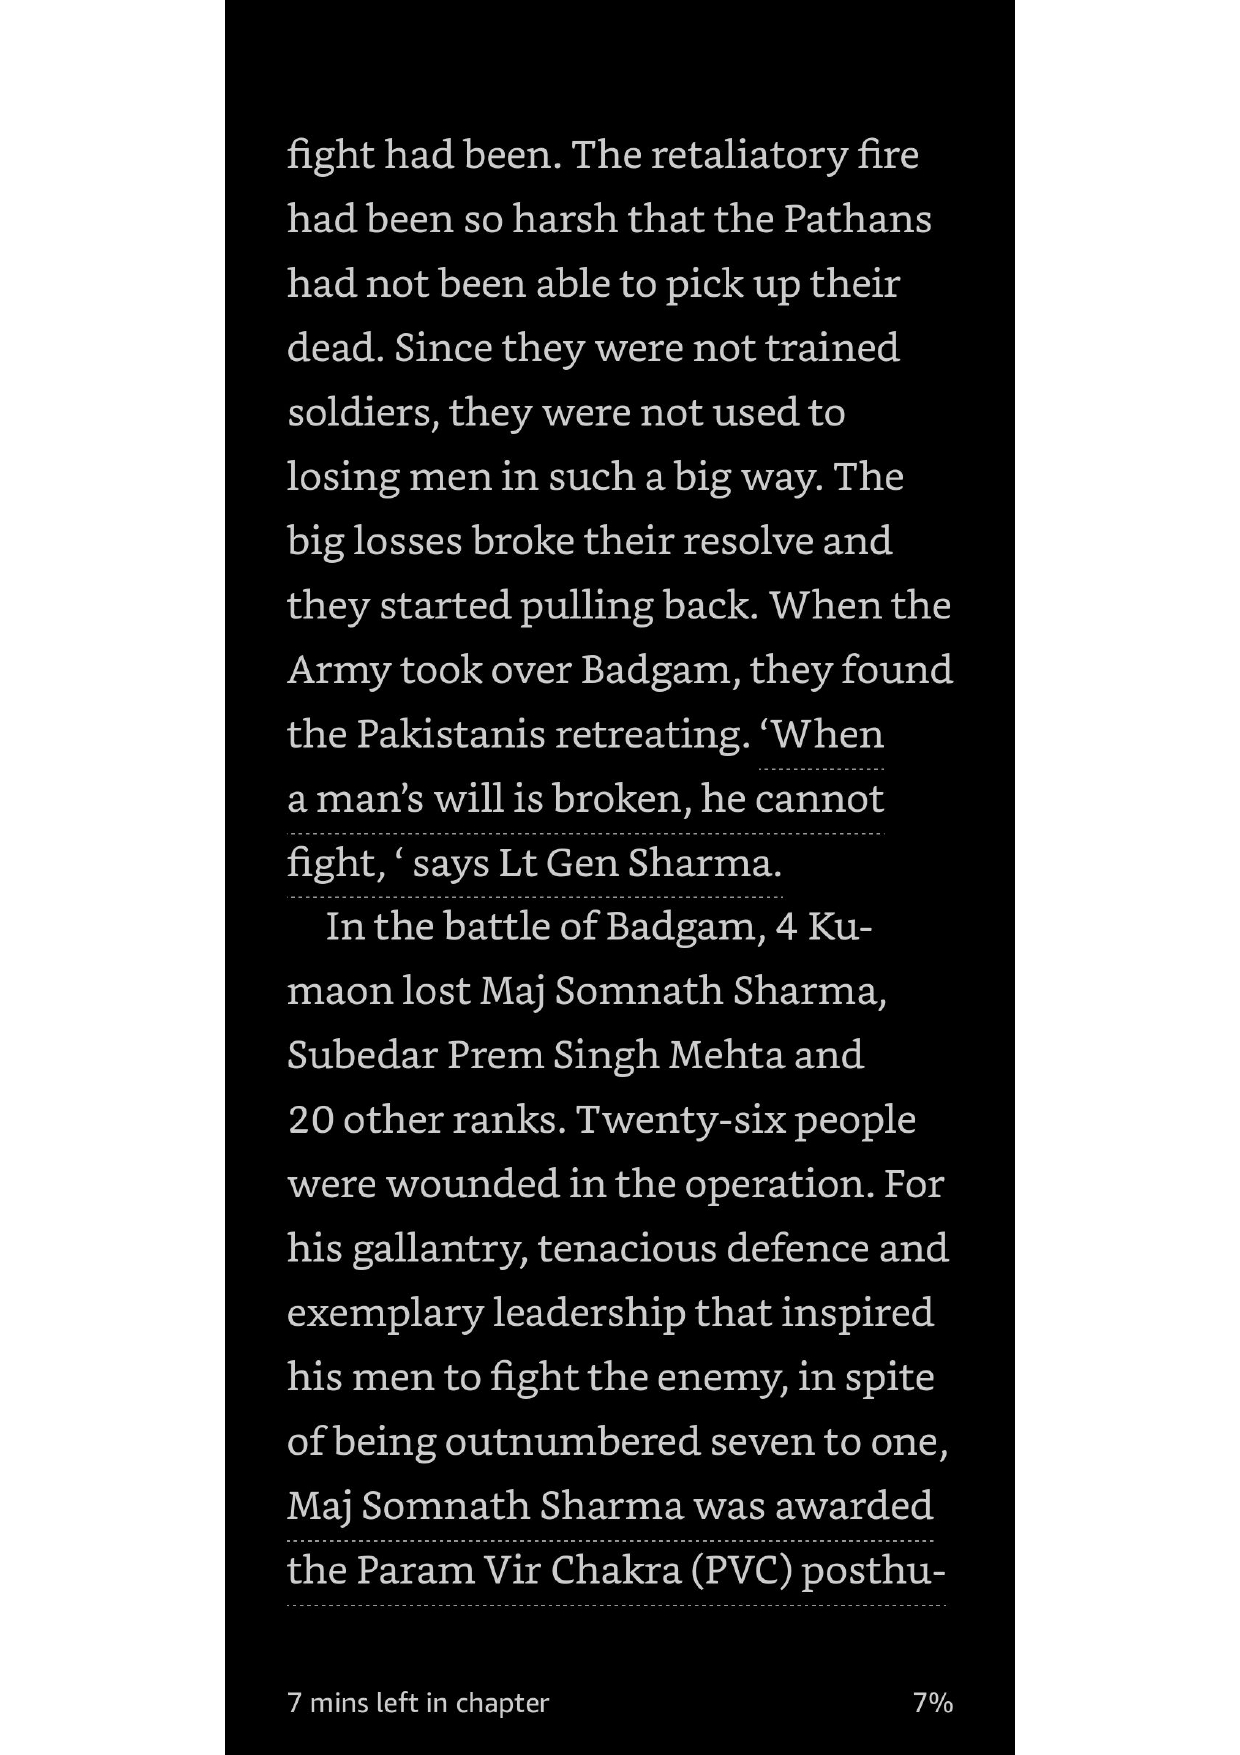 fight had been. The retaliatory fire
had been so harsh that the Pathans
had not been able to pick up their
dead. Since they were not trained
soldiers, they were not used to
losing men in such a big way. The
big losses broke their resolve and
they started pulling back. When the
Army took over Badgam, they found
the Pakistanis retreating. ‘When
a man’s will is broken, he cannot
fight, ‘ says Lt Gen Sharma.
In the battle of Badgam, 4 Ku-
maon lost Maj Somnath Sharma,
Subedar Prem Singh Mehta and
20 other ranks. Twenty-six people
were wounded in the operation. For
his gallantry, tenacious defence and
exemplary leadership that inspired
his men to fight the enemy, in spite
of being outnumbered seven to one,
Maj Somnath Sharma was awarded
the Param Vir Chakra (PVC) posthu-
7 mins left in chapter 7%